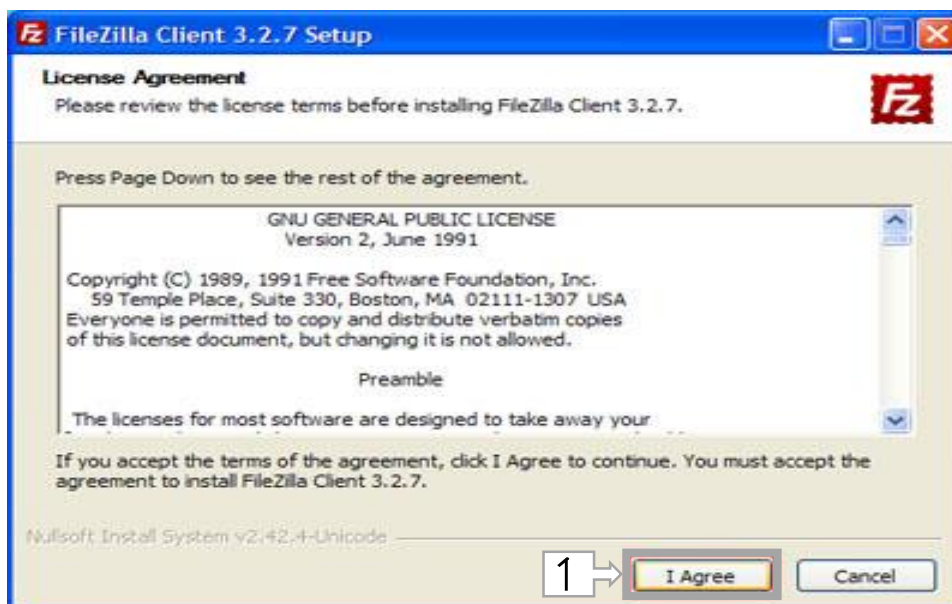 FileZilla Client 3.2.7 Setup
License Agreement
Please review the license terms before installing FileZilla Client 3.2.7.
Fz
Press Page Down to see the rest of the agreement.
GNU GENERAL PUBLIC LICENSE
Version 2, June 1991
Copyright (C) 1989, 1991 Free Software Foundation, Inc.
59 Temple Place, Suite 330, Boston, MA 02111-1307 USA
Everyone is permitted to copy and distribute verbatim copies
of this license document, but changing it is not allowed.
Preamble
The licenses for most software are designed to take away your
If you accept the terms of the agreement, click I Agree to continue. You must accept the
agreement to install FileZilla Client 3.2.7.
Nullsoft Install System v2.42.4-Unicode
1 I Agree Cancel